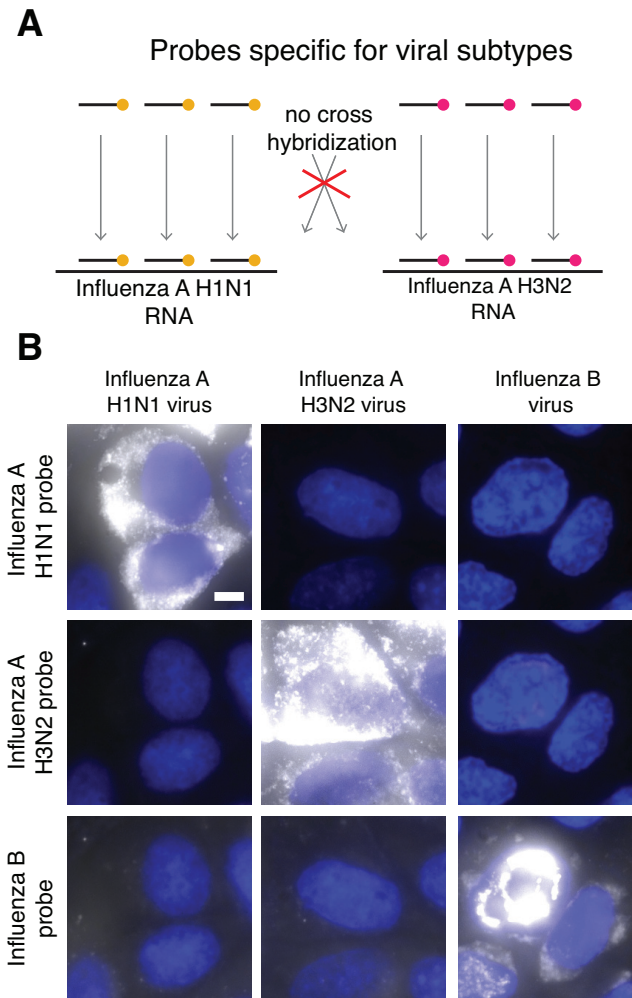 A
Probes specific for viral subtypes
no cross
hybridization
Influenza A H1N1
RNA
Influenza A H3N2
RNA
B
Influenza A
H1N1 virus
Influenza A
H3N2 virus
Influenza B
virus
Influenza A
H1N1 probe
Influenza A
H3N2 probe
Influenza B
probe